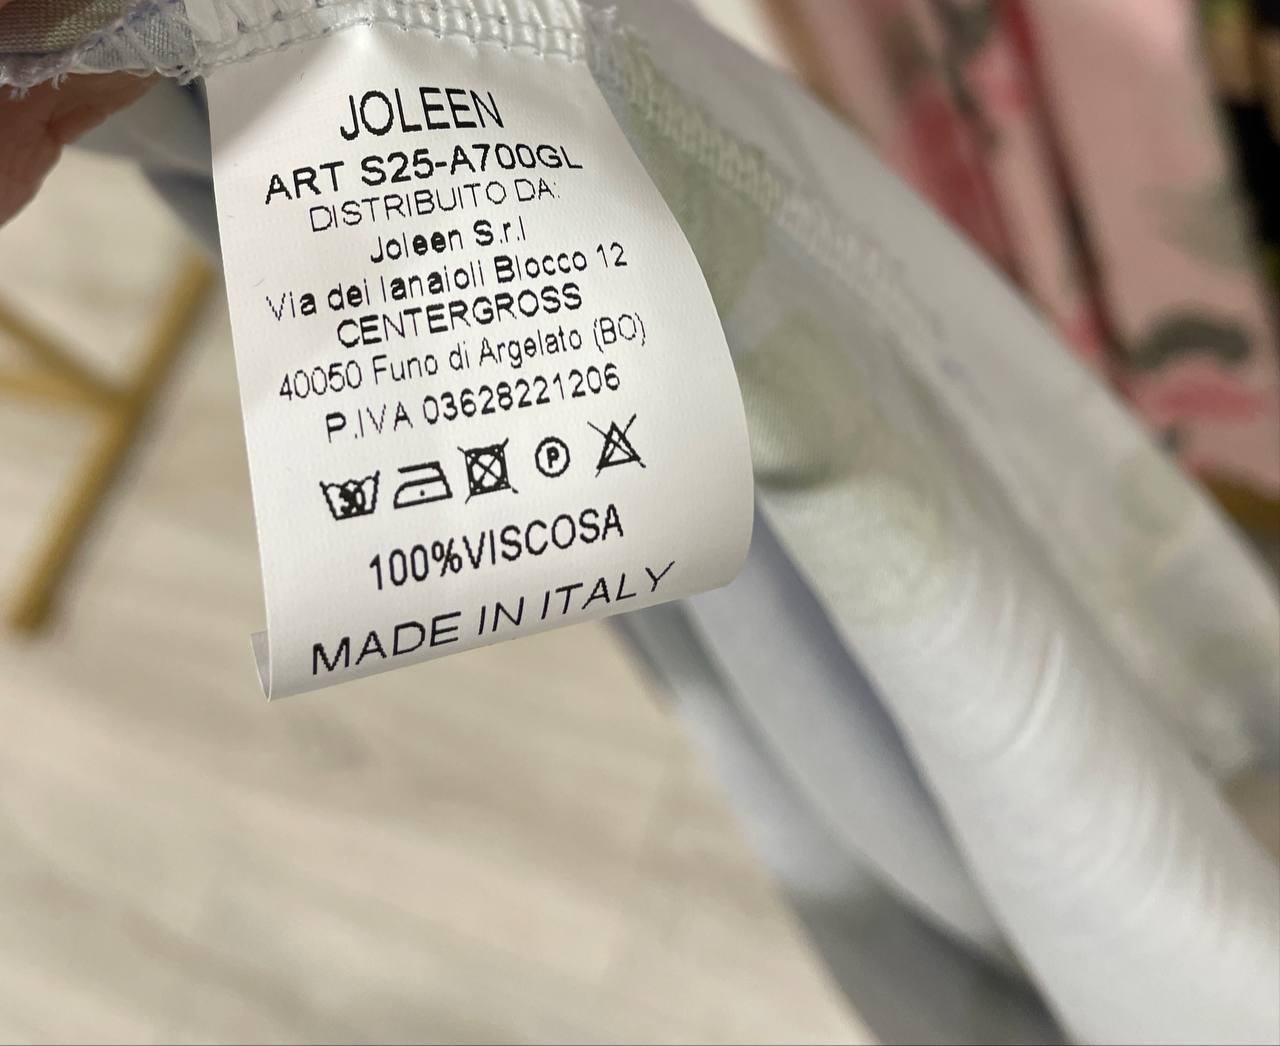 JOLEEN
ART S25-A700GL
DISTRIBUITO DA:
Joleen S.r.l
Via dei lanaioli Blocco 12
CENTERGROSS
40050 Funo di Argelato (BO)
P.IVA 03628221206
30 P
100%VISCOSA
MADE IN ITALY